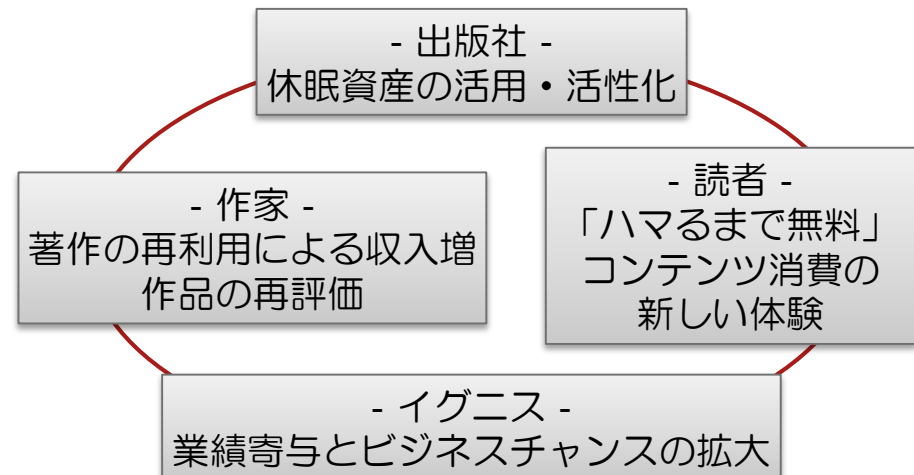 - 出版社 -
休眠資産の活用・活性化
- 作家 -
著作の再利用による収入増
作品の再評価
- 読者 -
「ハマるまで無料」
コンテンツ消費の
新しい体験
- イグニス -
業績寄与とビジネスチャンスの拡大